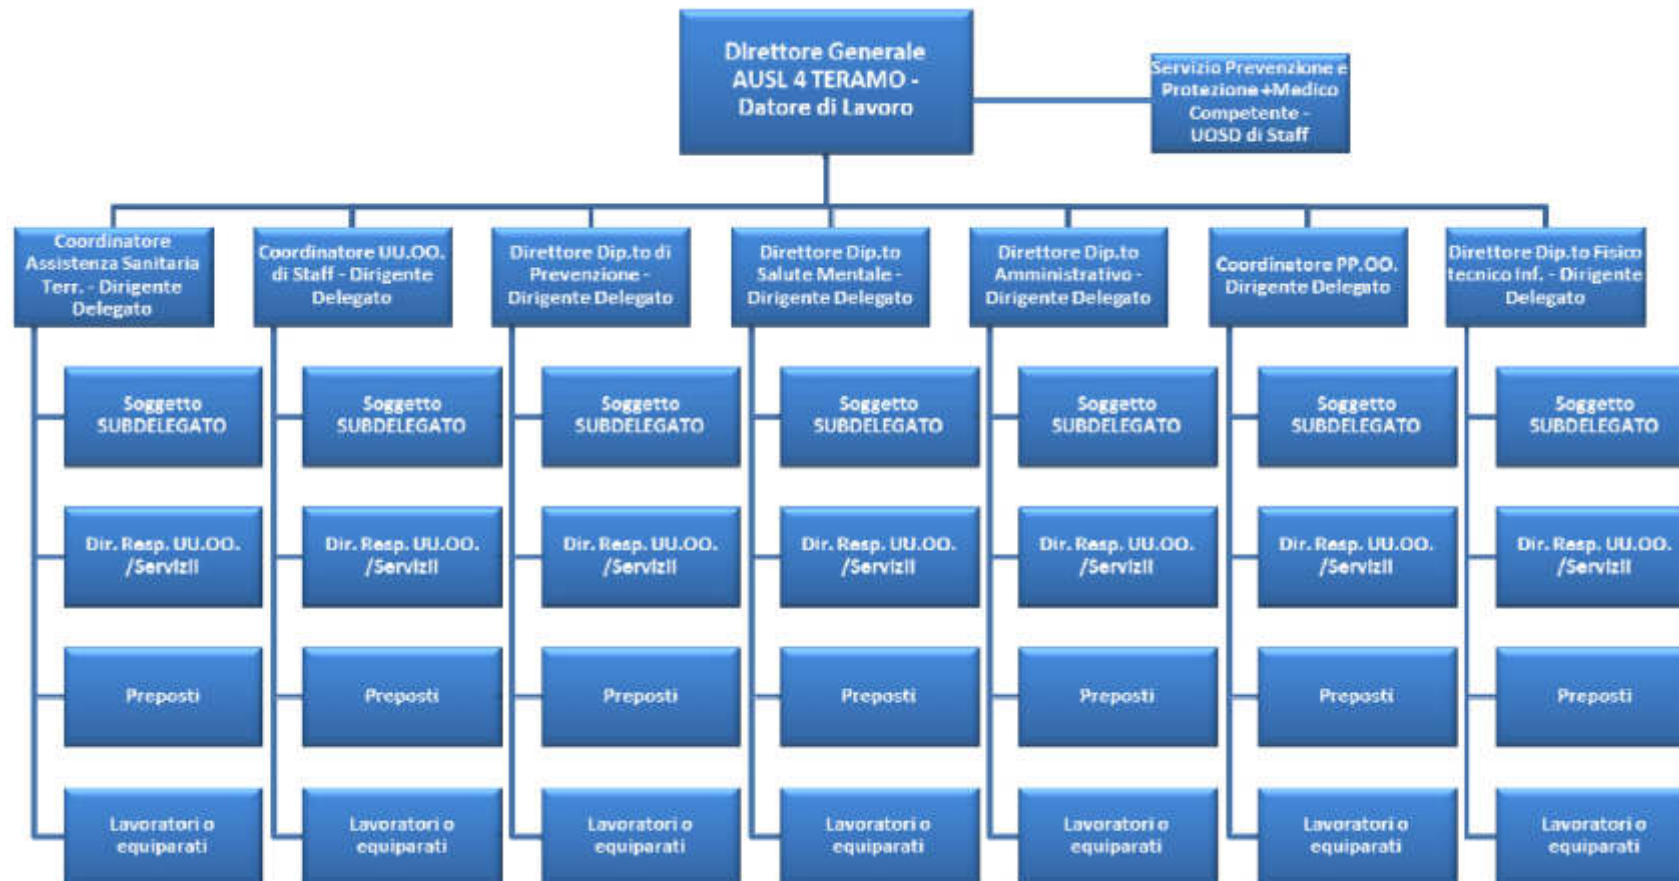 Direttore Generale
AUSL 4 TERAMO -
Datore di Lavoro
Servizio Prevenzione e
Protezione +Medico
Competente -
UOSD di Staff
Coordinatore
Assistenza Sanitaria
Terr. - Dirigente
Delegato
Coordinatore UU.OO.
di Staff - Dirigente
Delegato
Direttore Dip.to di
Prevenzione -
Dirigente Delegato
Direttore Dip.to
Salute Mentale -
Dirigente Delegato
Direttore Dip.to
Amministrativo -
Dirigente Delegato
Coordinatore PP.OO.
Dirigente Delegato
Direttore Dip.to Fisico
tecnico Inf. - Dirigente
Delegato
Soggetto
SUBDELEGATO
Soggetto
SUBDELEGATO
Soggetto
SUBDELEGATO
Soggetto
SUBDELEGATO
Soggetto
SUBDELEGATO
Soggetto
SUBDELEGATO
Soggetto
SUBDELEGATO
Dir. Resp. UU.OO.
/Servizii
Dir. Resp. UU.OO.
/Servizii
Dir. Resp. UU.OO.
/Servizii
Dir. Resp. UU.OO.
/Servizii
Dir. Resp. UU.OO.
/Servizii
Dir. Resp. UU.OO.
/Servizii
Dir. Resp. UU.OO.
/Servizii
Preposti
Preposti
Preposti
Preposti
Preposti
Preposti
Preposti
Lavoratori o
equiparati
Lavoratori o
equiparati
Lavoratori o
equiparati
Lavoratori o
equiparati
Lavoratori o
equiparati
Lavoratori o
equiparati
Lavoratori o
equiparati